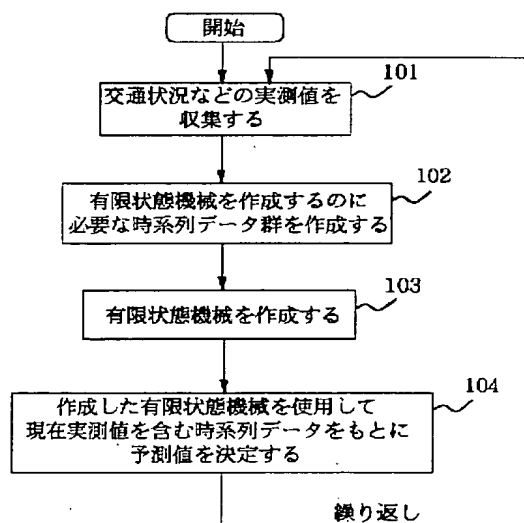 開始
101
交通状況などの実測値を
収集する
102
有限状態機械を作成するのに
必要な時系列データ群を作成する
103
有限状態機械を作成する
104
作成した有限状態機械を使用して
現在実測値を含む時系列データをもとに
予測値を決定する
繰り返し